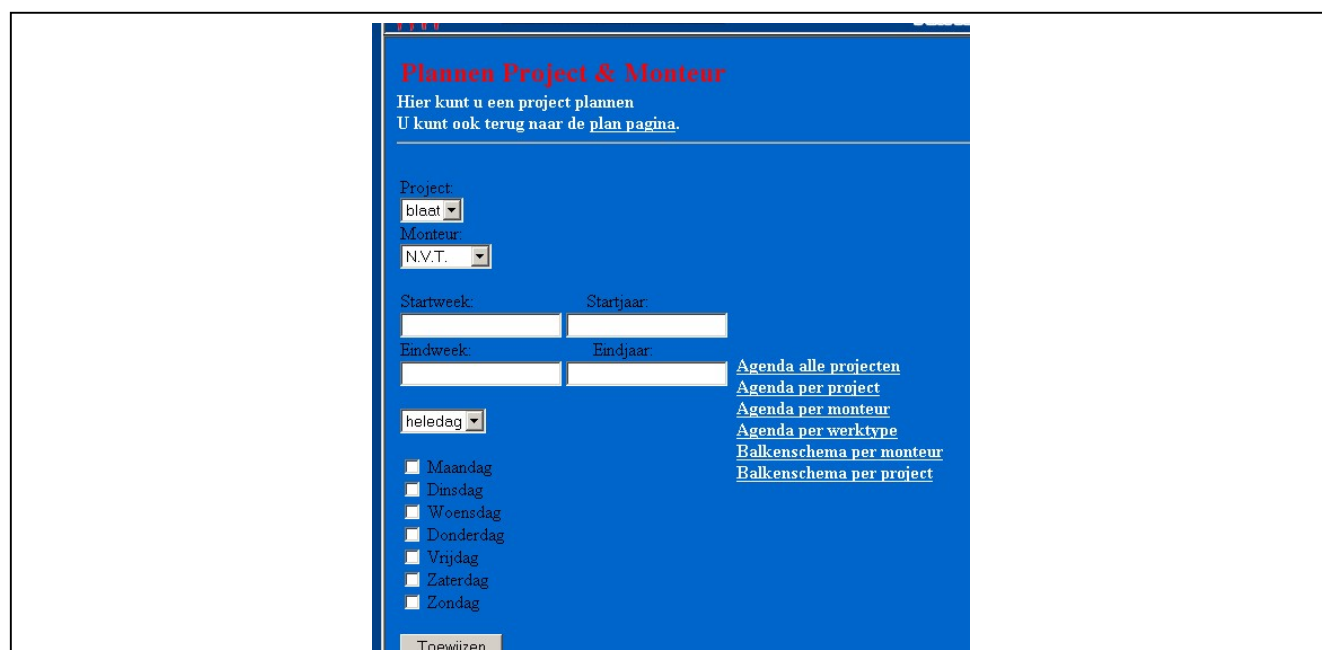 Plannen Project & Monteur
Hier kunt u een project plannen
U kunt ook terug naar de plan pagina.
Project:
blaat
Monteur:
N.V.T.
Startweek: Startjaar:
Eindweek: Eindjaar:
heledag
Maandag
Dinsdag
Woensdag
Donderdag
Vrijdag
Zaterdag
Zondag
Toewijzen
Agenda alle projecten
Agenda per project
Agenda per monteur
Agenda per werktype
Balkenschema per monteur
Balkenschema per project